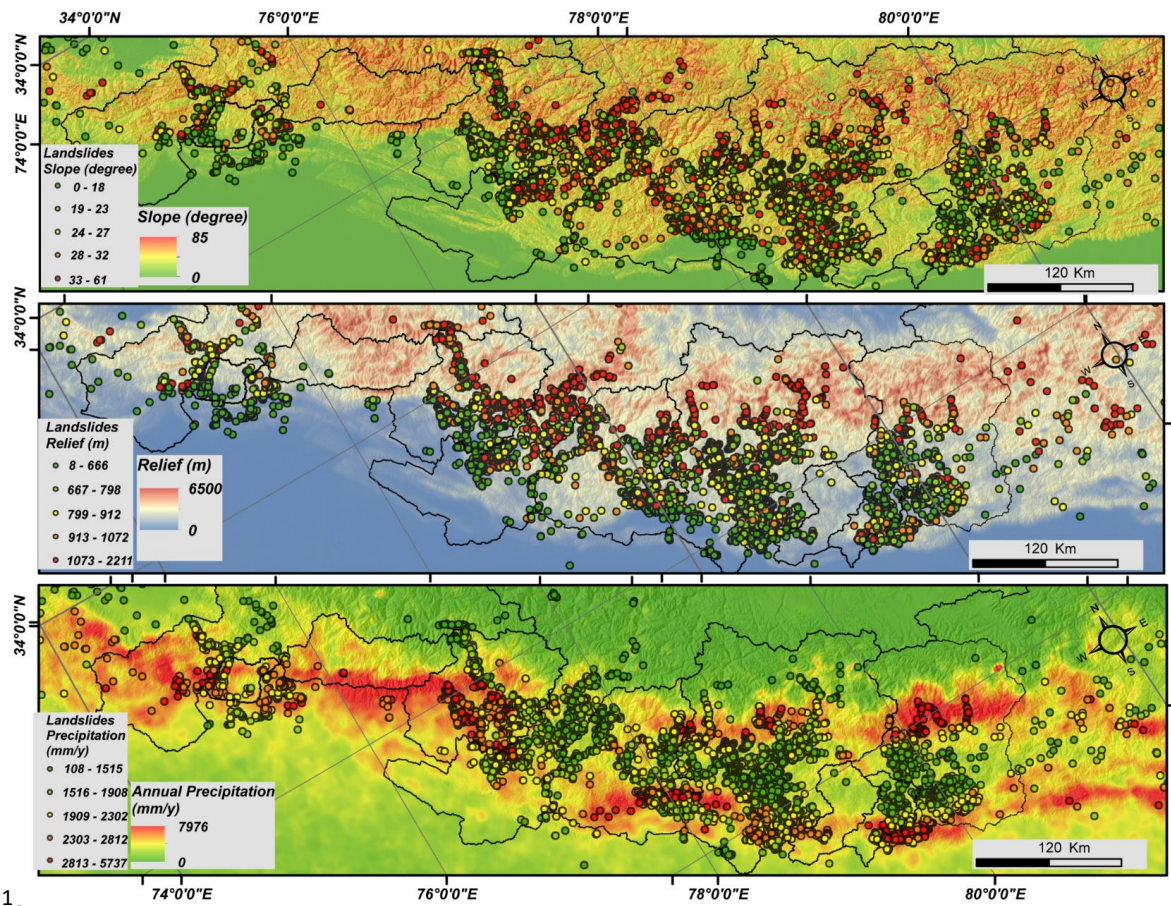 34°0'0"N 76°0'0"E 78°0'0"E 80°0'0"E
34°0'0"N
74°0'0"E
N
E
W
S
Landslides
Slope (degree)
0 - 18
19 - 23
24 - 27
28 - 32
33 - 61
Slope (degree)
85
0
120 Km
34°0'0"N
N
E
W
S
Landslides
Relief (m)
8 - 666
667 - 798
799 - 912
913 - 1072
1073 - 2211
Relief (m)
6500
0
120 Km
34°0'0"N
N
E
W
S
Landslides
Precipitation
(mm/y)
108 - 1515
1516 - 1908
1909 - 2302
2303 - 2812
2813 - 5737
Annual Precipitation
(mm/y)
7976
0
120 Km
74°0'0"E 76°0'0"E 78°0'0"E 80°0'0"E
1.